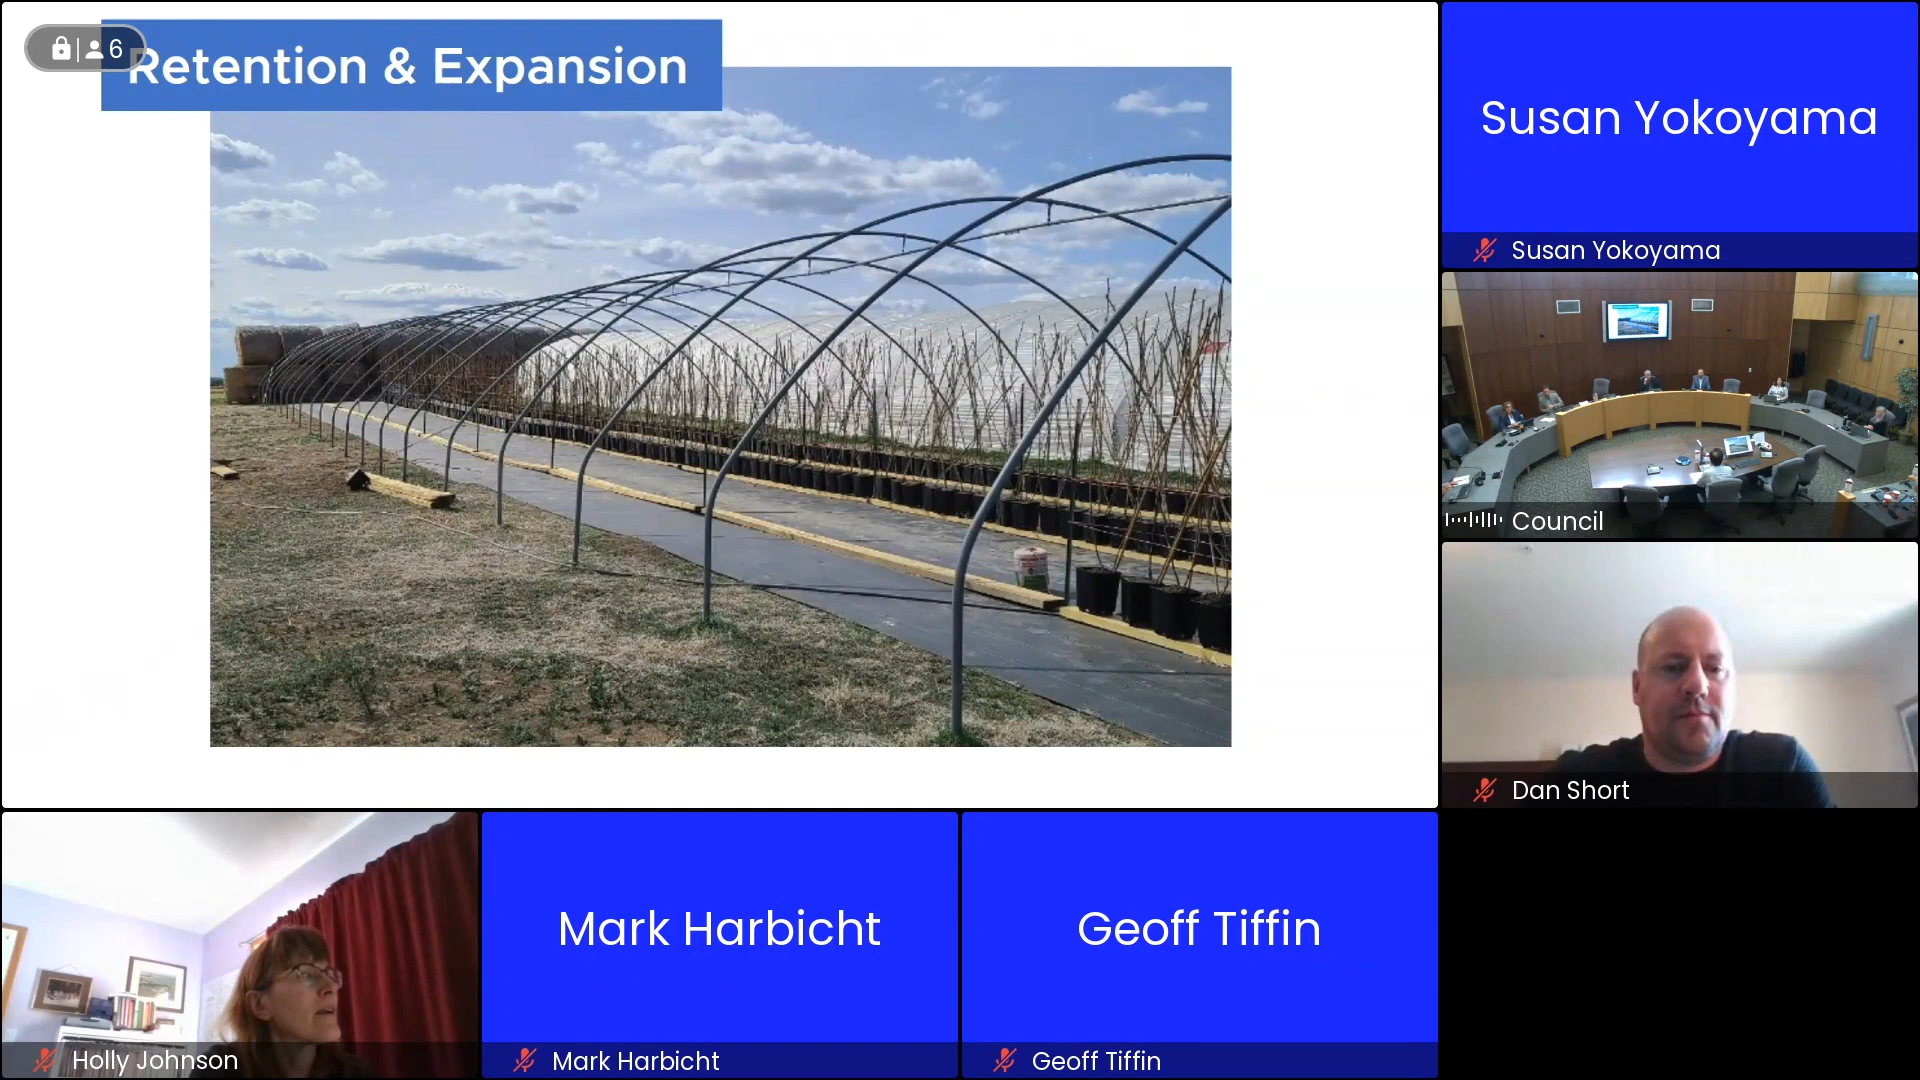 6
Retention & Expansion
Susan Yokoyama
Susan Yokoyama
Council
Dan Short
Holly Johnson
Mark Harbicht
Mark Harbicht
Geoff Tiffin
Geoff Tiffin